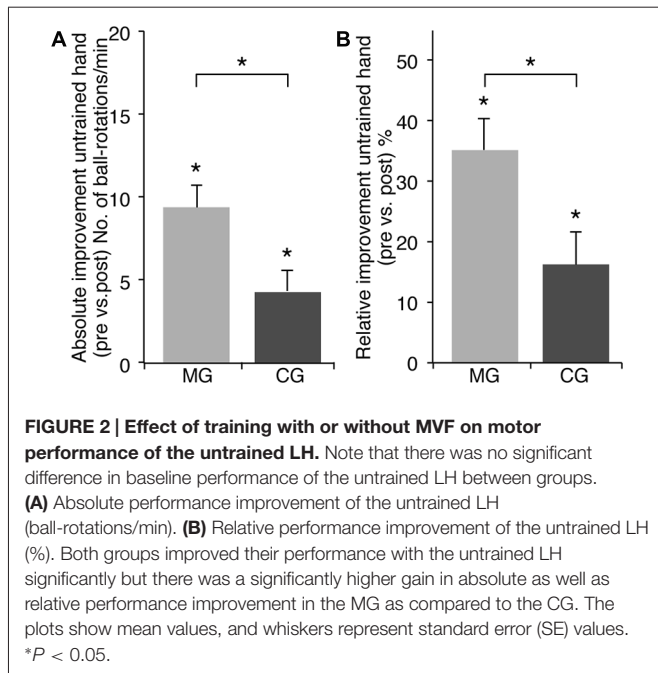 A
B
Absolute improvement untrained hand
(pre vs.post) No. of ball-rotations/min
20
15
10
5
0
*
*
*
MG
CG
Relative improvement untrained hand
(pre vs. post) %
50
40
30
20
10
0
*
*
*
MG
CG
FIGURE 2 | Effect of training with or without MVF on motor
performance of the untrained LH. Note that there was no significant
difference in baseline performance of the untrained LH between groups.
(A) Absolute performance improvement of the untrained LH
(ball-rotations/min). (B) Relative performance improvement of the untrained LH
(%). Both groups improved their performance with the untrained LH
significantly but there was a significantly higher gain in absolute as well as
relative performance improvement in the MG as compared to the CG. The
plots show mean values, and whiskers represent standard error (SE) values.
*P < 0.05.